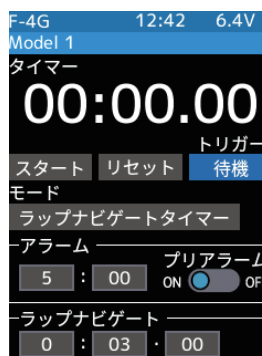 F-4G 12:42 6.4V
Model 1
タイマー
00:00.00
トリガー
スタート リセット 待機
モード
ラップナビゲートタイマー
アラーム
プリアラーム
5 : 00 ON OF
ラップナビゲート
0 : 03 · 00